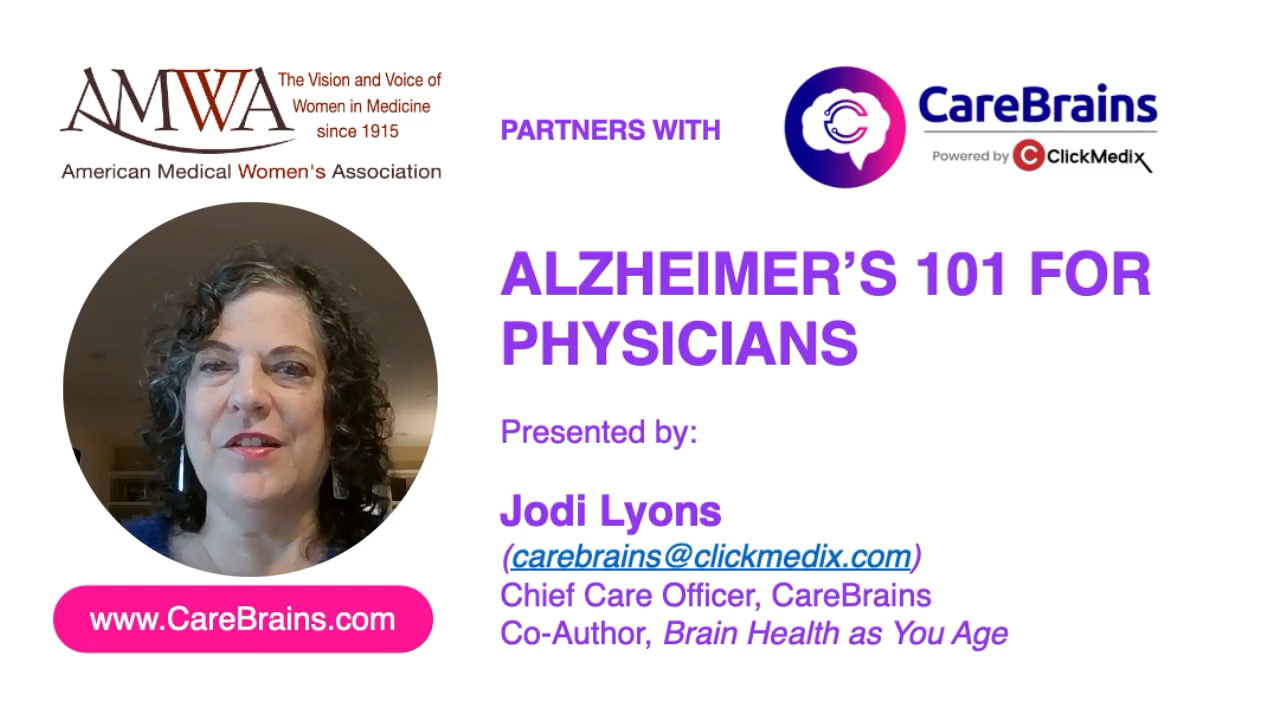 AMWA
The Vision and Voice of
Women in Medicine
since 1915
American Medical Women's Association
PARTNERS WITH
CareBrains
Powered by C ClickMedix
ALZHEIMER’S 101 FOR
PHYSICIANS
Presented by:
Jodi Lyons
(carebrains@clickmedix.com)
Chief Care Officer, CareBrains
Co-Author, Brain Health as You Age
www.CareBrains.com